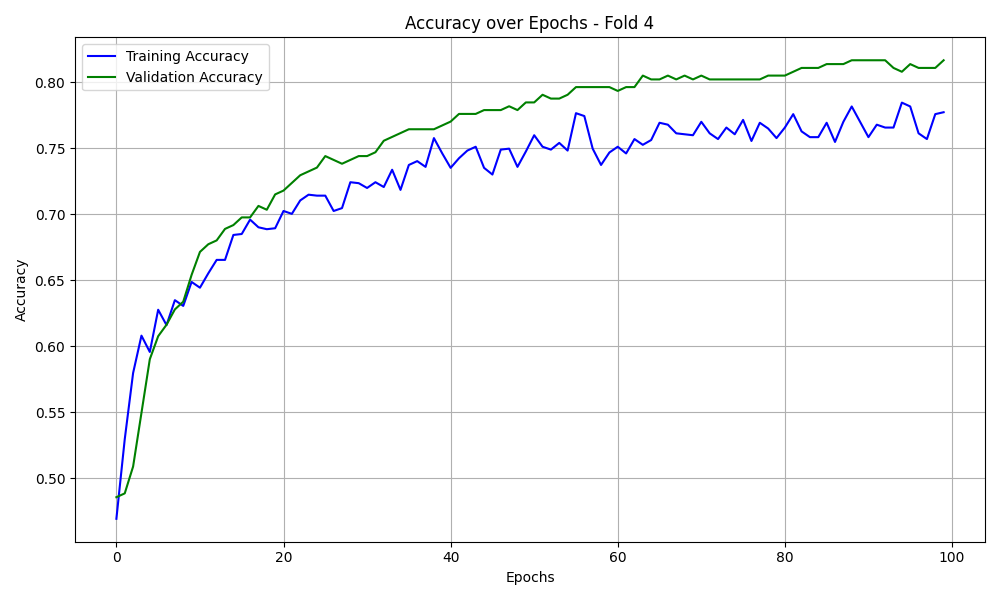 Accuracy over Epochs - Fold 4
Training Accuracy
Validation Accuracy
Accuracy
0.80
0.75
0.70
0.65
0.60
0.55
0.50
0 20 40 60 80 100
Epochs